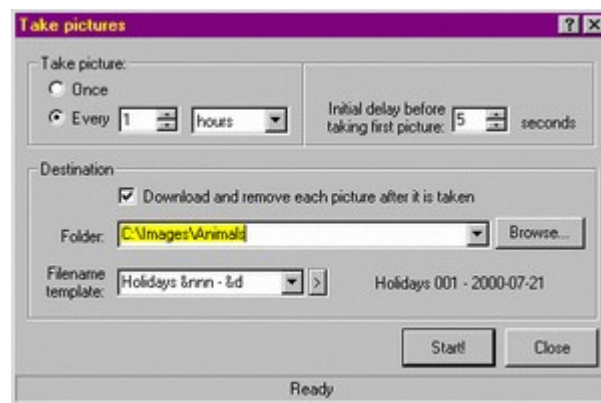 Take pictures
Take picture:
Once
Every 1 hours
Initial delay before
taking first picture: 5 seconds
Destination
Download and remove each picture after it is taken
Folder: C:\Images\Animals Browse...
Filename
template: Holidays &nnn - &d > Holidays 001 - 2000-07-21
Start! Close
Ready